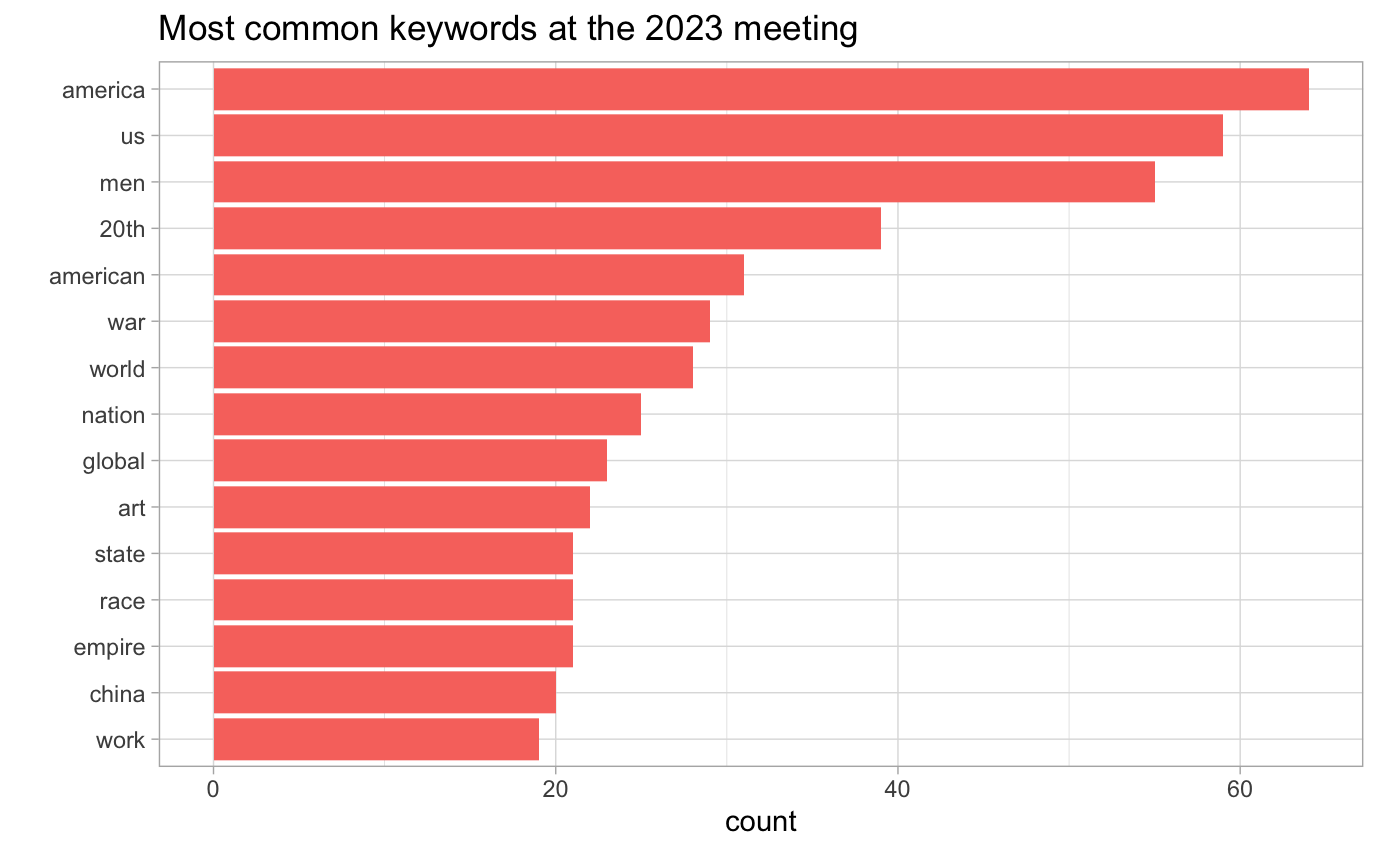 Most common keywords at the 2023 meeting
america
us
men
20th
american
war
world
nation
global
art
state
race
empire
china
work
0 20 40 60
count